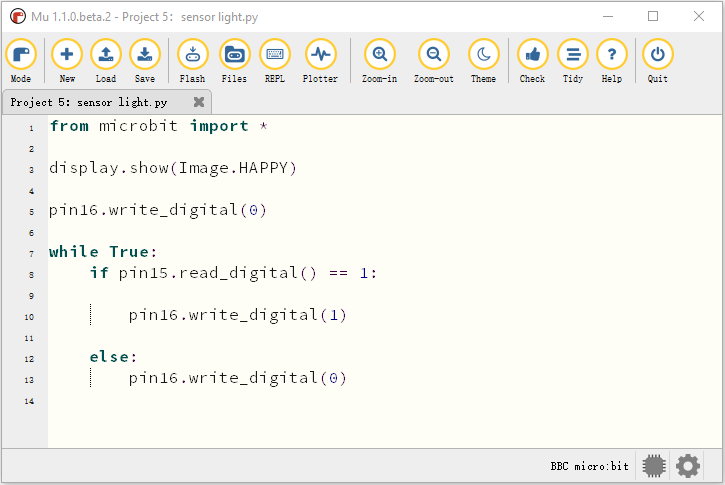 Mu 1.1.0.beta.2 - Project 5: sensor light.py
Mode New Load Save Flash Files REPL Plotter Zoom-in Zoom-out Theme Check Tidy Help Quit
Project 5: sensor light.py
1 from microbit import *
2
3 display.show(Image.HAPPY)
4
5 pin16.write_digital(0)
6
7 while True:
8     if pin15.read_digital() == 1:
9
10         pin16.write_digital(1)
11
12     else:
13         pin16.write_digital(0)
14
BBC micro:bit